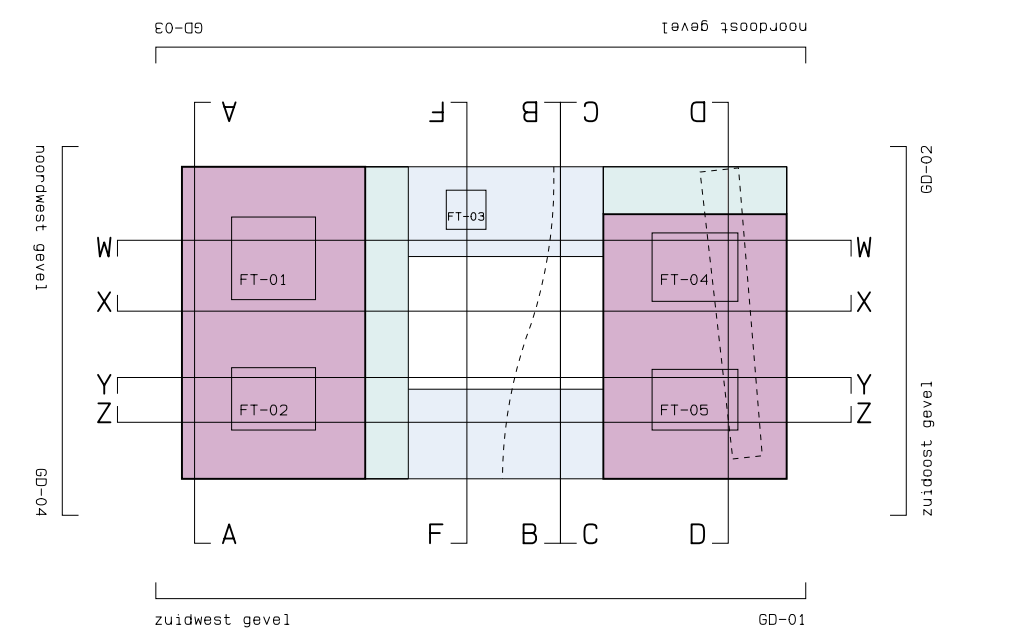 GD-03 noordoost gevel
A F B C D
noordwest gevel
GD-02
FT-03
W W
FT-01 FT-04
X X
Y Y
FT-02 FT-05
Z Z
GD-04
zuidoost gevel
A F B C D
zuidwest gevel GD-01